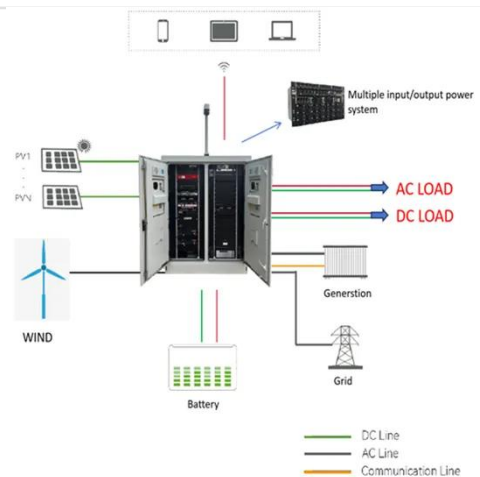 Multiple input/output power
system
PV1
PVN
AC LOAD
DC LOAD
WIND
Generstion
Grid
Battery
DC Line
AC Line
Communication Line